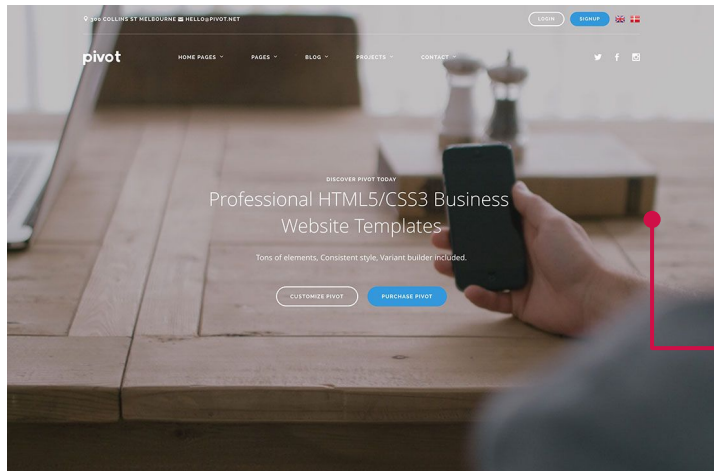 300 COLLINS ST MELBOURNE HELLO@PIVOT.NET
LOGIN SIGNUP
pivot
HOME PAGES PAGES BLOG PROJECTS CONTACT
DISCOVER PIVOT TODAY
Professional HTML5/CSS3 Business
Website Templates
Tons of elements, Consistent style, Variant builder included.
CUSTOMIZE PIVOT PURCHASE PIVOT